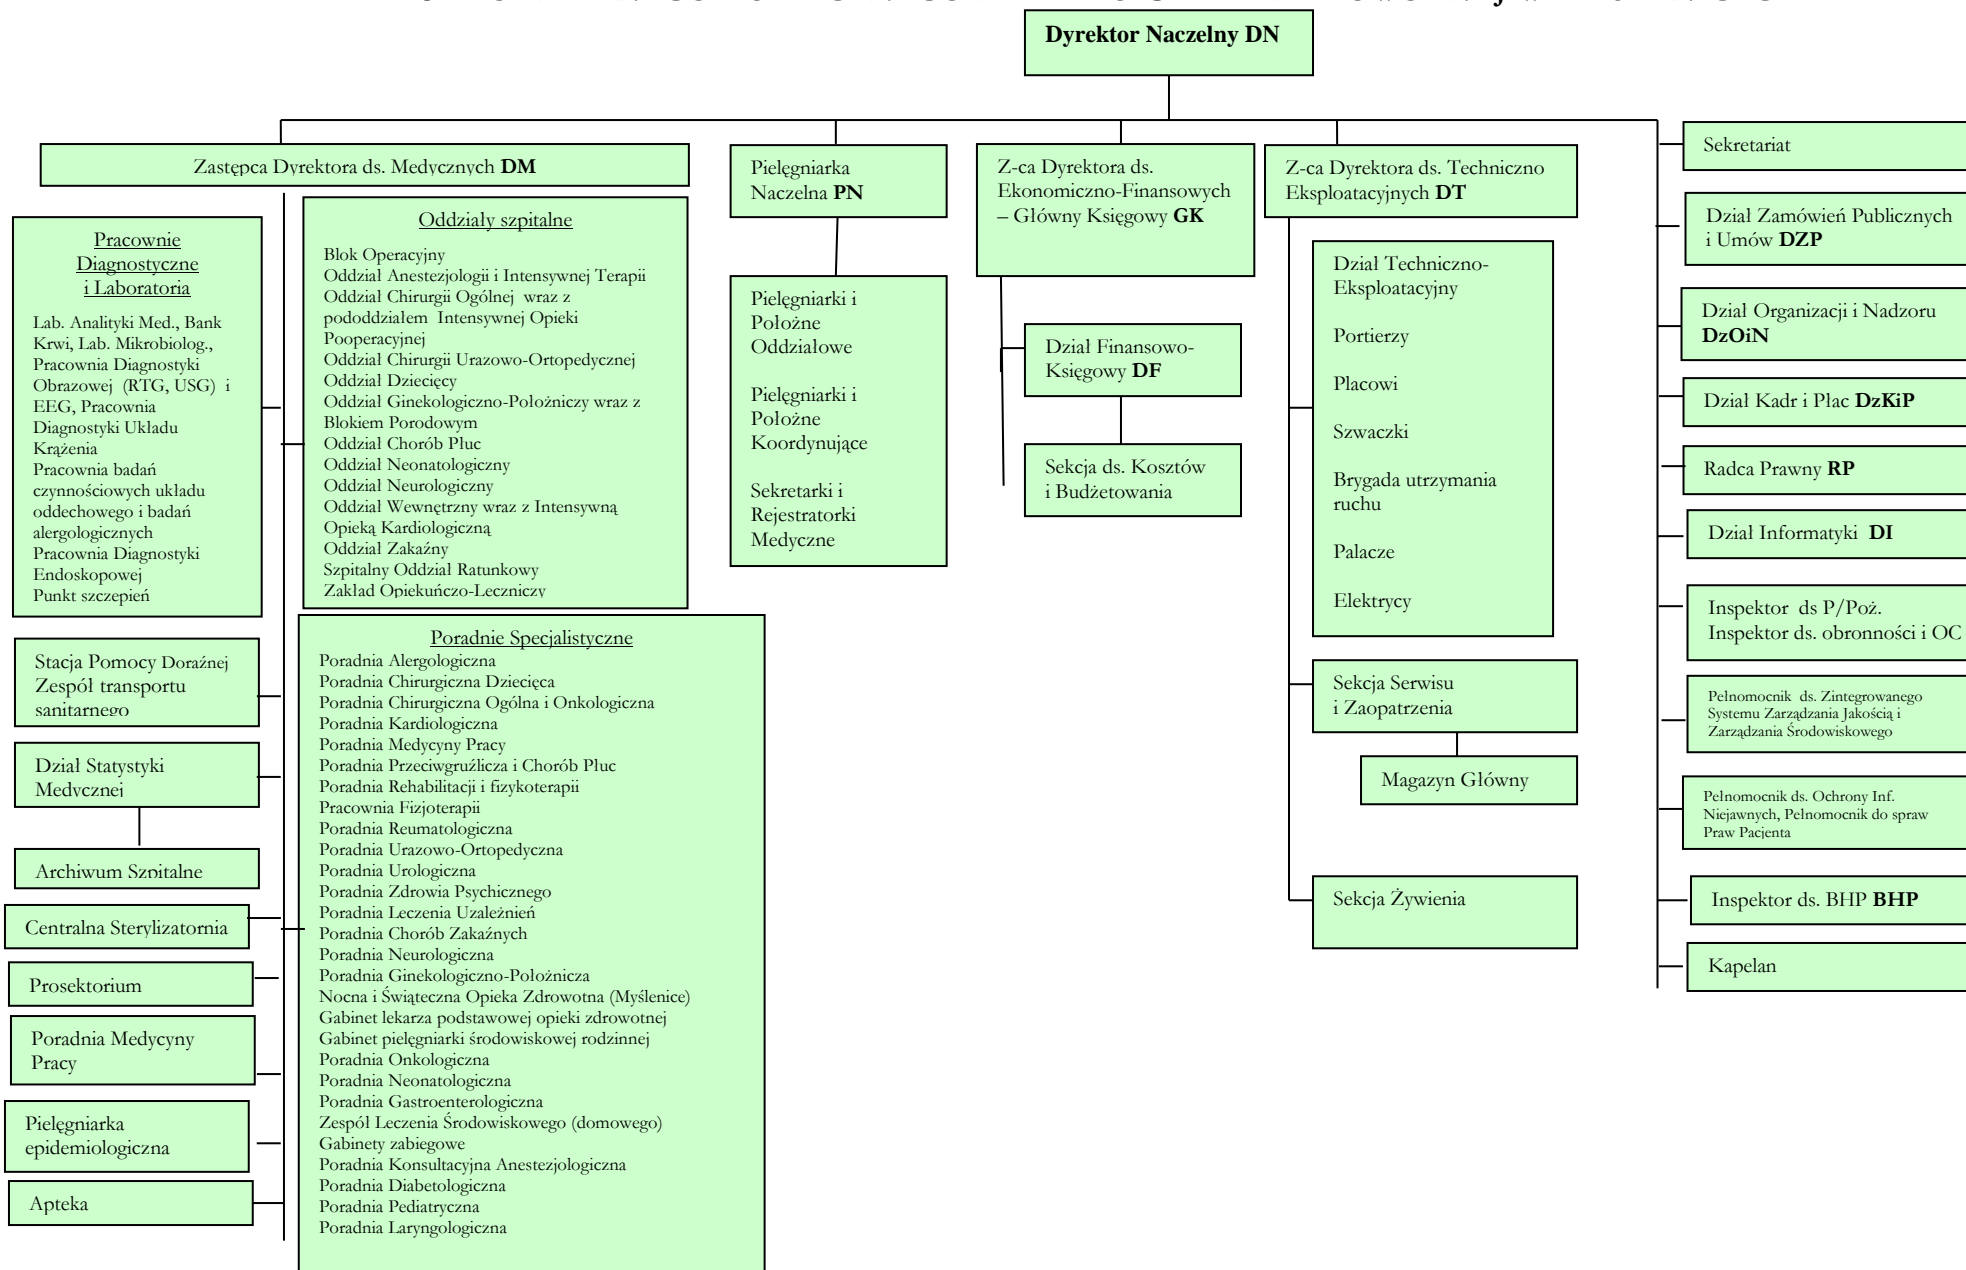 Dyrektor Naczelny DN
Zastępca Dyrektora ds. Medycznych DM
Pracownie
Diagnostyczne
i Laboratoria
Lab. Analityki Med., Bank
Krwi, Lab. Mikrobiolog.,
Pracownia Diagnostyki
Obrazowej (RTG, USG) i
EEG, Pracownia
Diagnostyki Układu
Krążenia
Pracownia badań
czynnościowych układu
oddechowego i badań
alergologicznych
Pracownia Diagnostyki
Endoskopowej
Punkt szczepień
Stacja Pomocy Doraźnej
Zespół transportu
sanitarnego
Dział Statystyki
Medycznej
Archiwum Szpitalne
Centralna Sterylizatornia
Prosektorium
Poradnia Medycyny
Pracy
Pielęgniarka
epidemiologiczna
Apteka
Oddziały szpitalne
Blok Operacyjny
Oddział Anestezjologii i Intensywnej Terapii
Oddział Chirurgii Ogólnej wraz z
pododdziałem Intensywnej Opieki
Pooperacyjnej
Oddział Chirurgii Urazowo-Ortopedycznej
Oddział Dziecięcy
Oddział Ginekologiczno-Położniczy wraz z
Blokiem Porodowym
Oddział Chorób Płuc
Oddział Neonatologiczny
Oddział Neurologiczny
Oddział Wewnętrzny wraz z Intensywną
Opieką Kardiologiczną
Oddział Zakaźny
Szpitalny Oddział Ratunkowy
Zakład Opiekuńczo-Leczniczy
Poradnie Specjalistyczne
Poradnia Alergologiczna
Poradnia Chirurgiczna Dziecięca
Poradnia Chirurgiczna Ogólna i Onkologiczna
Poradnia Kardiologiczna
Poradnia Medycyny Pracy
Poradnia Przeciwgruźlicza i Chorób Płuc
Poradnia Rehabilitacji i fizykoterapii
Pracownia Fizjoterapii
Poradnia Reumatologiczna
Poradnia Urazowo-Ortopedyczna
Poradnia Urologiczna
Poradnia Zdrowia Psychicznego
Poradnia Leczenia Uzależnień
Poradnia Chorób Zakaźnych
Poradnia Neurologiczna
Poradnia Ginekologiczno-Położnicza
Nocna i Świąteczna Opieka Zdrowotna (Myślenice)
Gabinet lekarza podstawowej opieki zdrowotnej
Gabinet pielęgniarki środowiskowej rodzinnej
Poradnia Onkologiczna
Poradnia Neonatologiczna
Poradnia Gastroenterologiczna
Zespół Leczenia Środowiskowego (domowego)
Gabinety zabiegowe
Poradnia Konsultacyjna Anestezjologiczna
Poradnia Diabetologiczna
Poradnia Pediatryczna
Poradnia Laryngologiczna
Pielęgniarka
Naczelna PN
Pielęgniarki i
Położne
Oddziałowe
Pielęgniarki i
Położne
Koordynujące
Sekretarki i
Rejestratorki
Medyczne
Z-ca Dyrektora ds.
Ekonomiczno-Finansowych
– Główny Księgowy GK
Dział Finansowo-
Księgowy DF
Sekcja ds. Kosztów
i Budżetowania
Z-ca Dyrektora ds. Techniczno
Eksploatacyjnych DT
Dział Techniczno-
Eksploatacyjny
Portierzy
Placowi
Szwaczki
Brygada utrzymania
ruchu
Palacze
Elektrycy
Sekcja Serwisu
i Zaopatrzenia
Magazyn Główny
Sekcja Żywienia
Sekretariat
Dział Zamówień Publicznych
i Umów DZP
Dział Organizacji i Nadzoru
DzOiN
Dział Kadr i Płac DzKiP
Radca Prawny RP
Dział Informatyki DI
Inspektor ds P/Poż.
Inspektor ds. obronności i OC
Pełnomocnik ds. Zintegrowanego
Systemu Zarządzania Jakością i
Zarządzania Środowiskowego
Pełnomocnik ds. Ochrony Inf.
Niejawnych, Pełnomocnik do spraw
Praw Pacjenta
Inspektor ds. BHP BHP
Kapelan